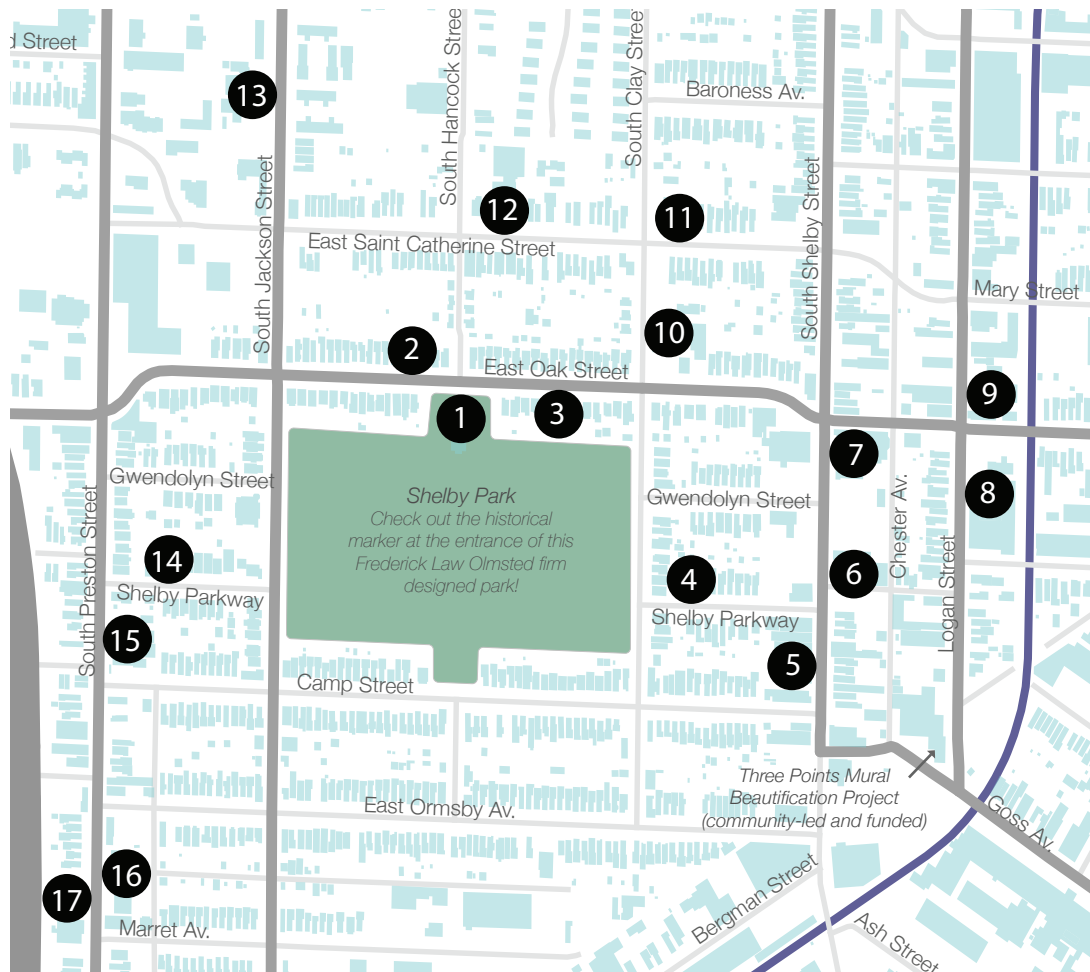 d Street
13
South Hancock Stree
South Clay Street
Baroness Av.
South Jackson Street
12
11
South Shelby Street
East Saint Catherine Street
Mary Street
10
2
East Oak Street
9
1
3
7
Gwendolyn Street
Shelby Park
Check out the historical
marker at the entrance of this
Frederick Law Olmsted firm
designed park!
Gwendolyn Street
8
Chester Av.
South Preston Street
14
4
6
Logan Street
Shelby Parkway
Shelby Parkway
15
5
Camp Street
Three Points Mural
Beautification Project
(community-led and funded)
East Ormsby Av.
Goss Av.
16
17
Bergman Street
Marret Av.
Ash Street